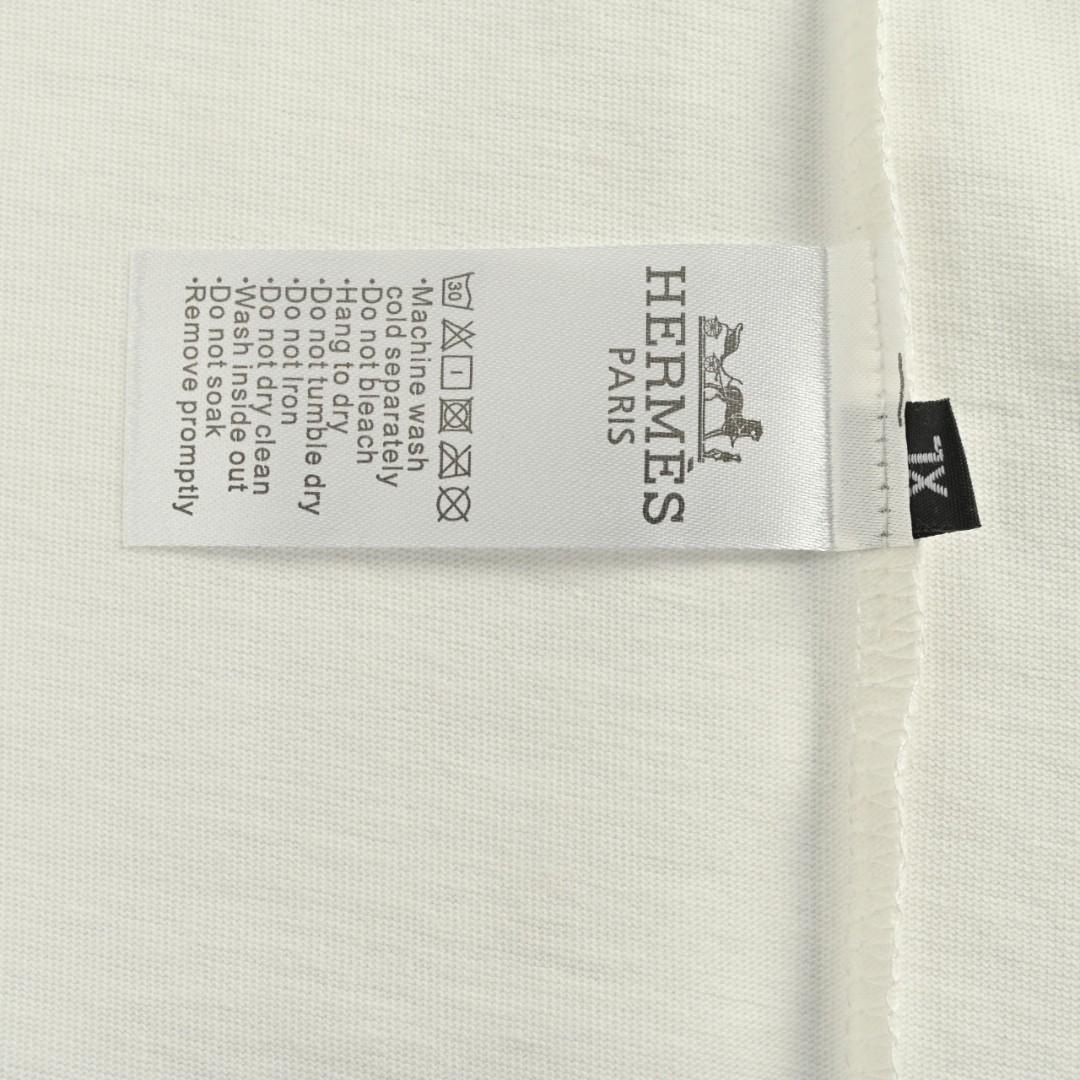 HERMÈS
PARIS
30
·Machine wash
cold separately
·Do not bleach
·Hang to dry
·Do not tumble dry
·Do not Iron
·Do not dry clean
·Wash inside out
·Do not soak
·Remove promptly
XL